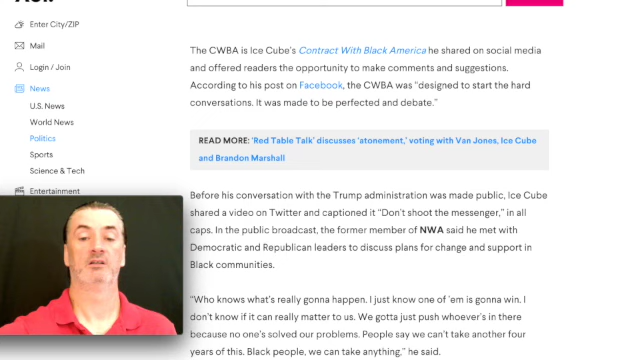 Enter City/ZIP
Mail
Login / Join
News
U.S. News
World News
Politics
Sports
Science & Tech
Entertainment
The CWBA is Ice Cube's Contract With Black America he shared on social media
and offered readers the opportunity to make comments and suggestions.
According to his post on Facebook, the CWBA was “designed to start the hard
conversations. It was made to be perfected and debate.”
READ MORE: ‘Red Table Talk’ discusses ‘atonement,’ voting with Van Jones, Ice Cube
and Brandon Marshall
Before his conversation with the Trump administration was made public, Ice Cube
shared a video on Twitter and captioned it “Don't shoot the messenger,” in all
caps. In the public broadcast, the former member of NWA said he met with
Democratic and Republican leaders to discuss plans for change and support in
Black communities.
“Who knows what's really gonna happen. I just know one of ’em is gonna win. I
don't know if it can really matter to us. We gotta just push whoever's in there
because no one's solved our problems. People say we can't take another four
years of this. Black people, we can take anything,” he said.